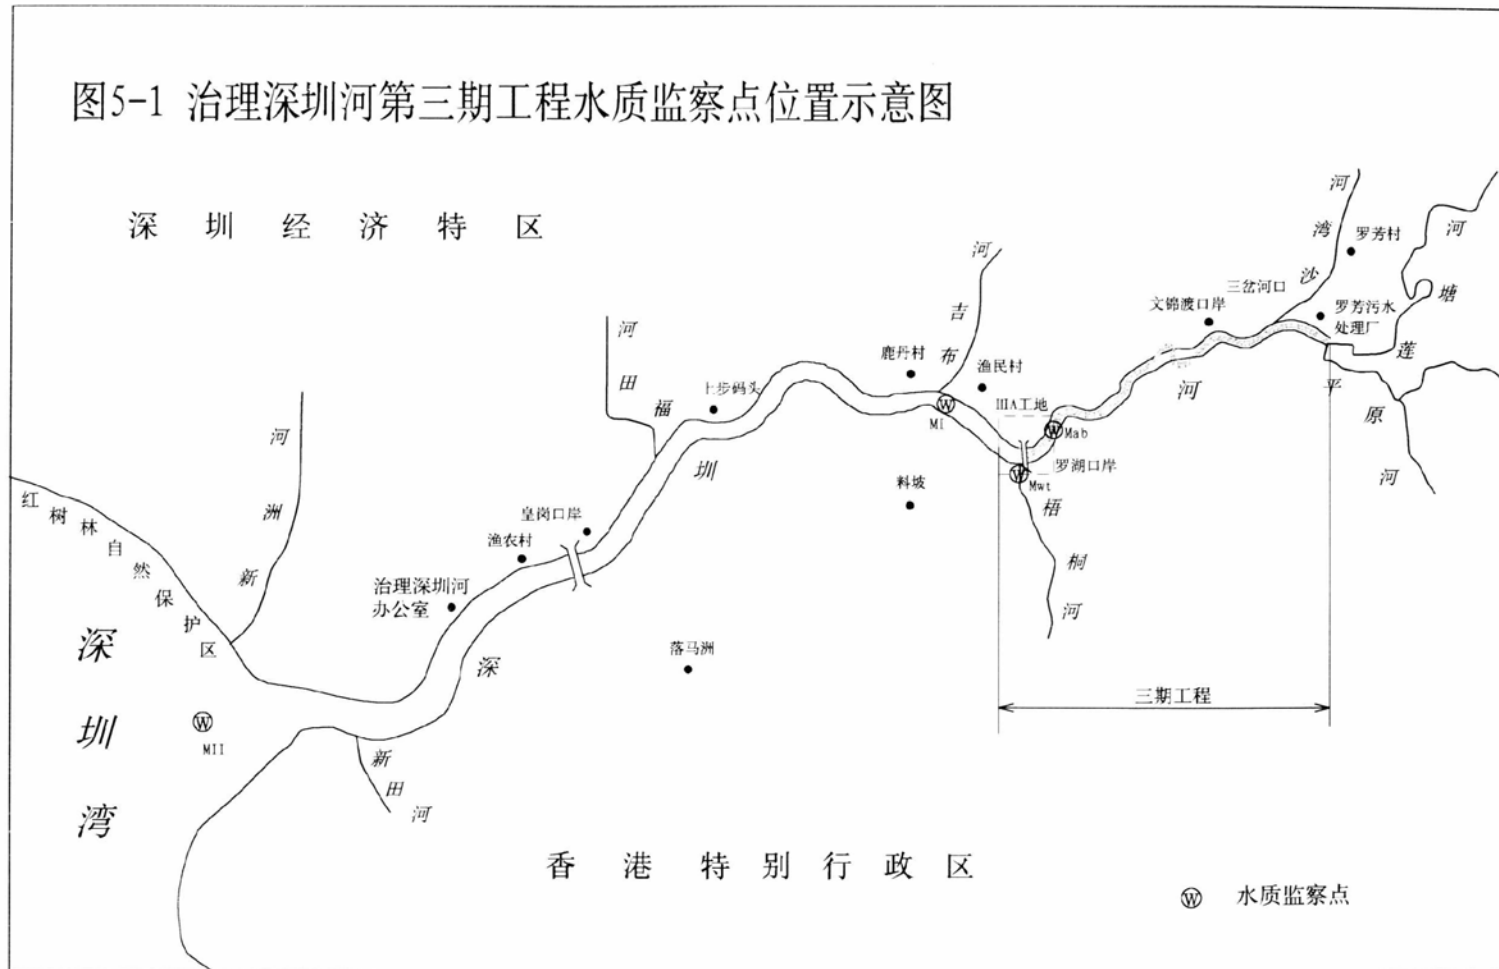 图5-1 治理深圳河第三期工程水质监察点位置示意图
深圳经济特区
河湾沙
罗芳村
河塘莲
三岔河口
文锦渡口岸
罗芳污水
处理厂
平原河
河吉布
鹿丹村
渔民村
河田福
上步码头
MI
IIIA工地
Mab
罗湖口岸
Mwt
梧桐河
料坡
深圳河
皇岗口岸
渔农村
治理深圳河
办公室
河洲新
红树林自然保护区
落马洲
三期工程
深圳湾
MII
新田河
香港特别行政区
W 水质监察点